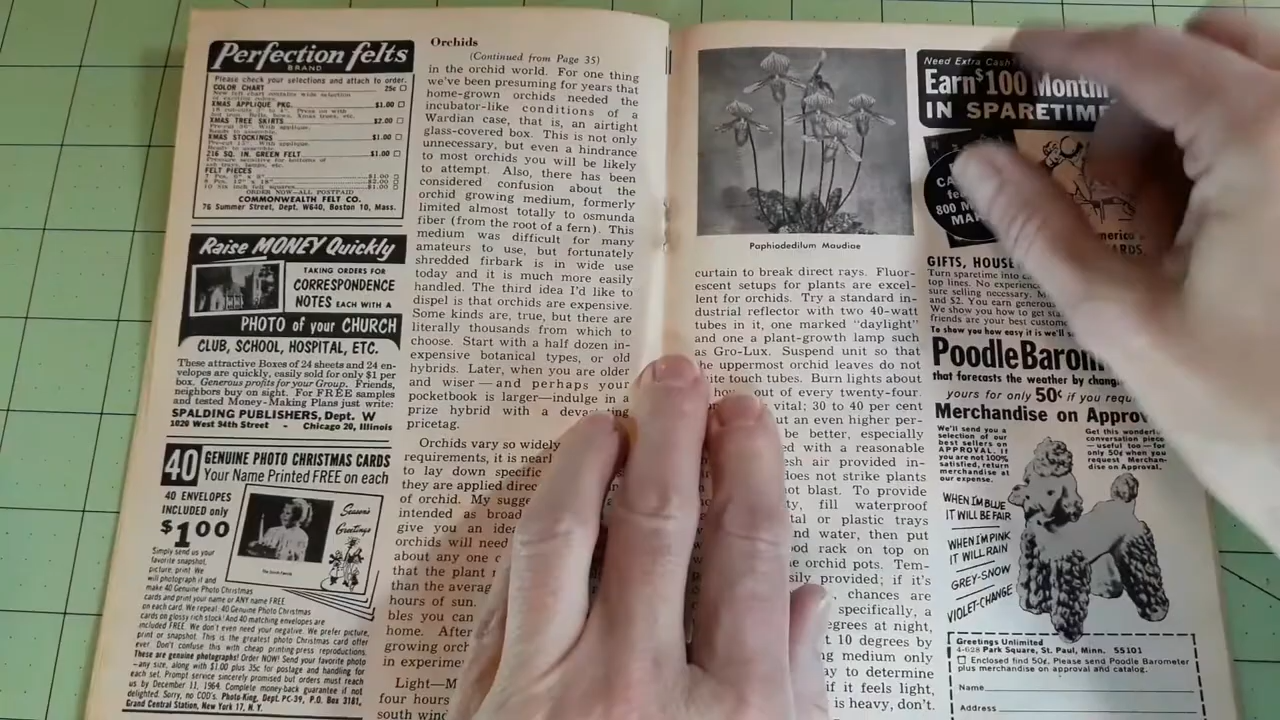 Perfection felts
BRAND
Please check your selections and attach to order.
COLOR CHART 25c
XMAS APPLIQUE PKG. $1.00
XMAS TREE SKIRTS $2.00
XMAS STOCKINGS $1.00
216 SQ. IN. GREEN FELT $1.00
FELT PIECES
ORDER NOW—ALL POSTPAID
COMMONWEALTH FELT CO.
76 Summer Street, Dept. W640, Boston 10, Mass.
Raise MONEY Quickly
TAKING ORDERS FOR
CORRESPONDENCE
NOTES EACH WITH A
PHOTO of your CHURCH
CLUB, SCHOOL, HOSPITAL, ETC.
These attractive Boxes of 24 sheets and 24 en-
velopes are quickly, easily sold for only $1 per
box. Generous profits for your Group. Friends,
neighbors buy on sight. For FREE samples
and tested Money-Making Plans just write:
SPALDING PUBLISHERS, Dept. W
1020 West 94th Street - Chicago 20, Illinois
40 GENUINE PHOTO CHRISTMAS CARDS
Your Name Printed FREE on each
40 ENVELOPES
INCLUDED only
$1.00
Season's
Greetings
Simply send us your
favorite snapshot,
picture, print. We
will photograph it and
make 40 Genuine Photo Christmas
cards and print your name or ANY name FREE
on each card. We repeat: 40 Genuine Photo Christmas
cards on glossy rich stock! And 40 matching envelopes are
included FREE. We don't even need your negative. We prefer picture,
print or snapshot. This is the greatest photo Christmas card offer
ever. Don't confuse this with cheap printing-press reproductions.
These are genuine photographs! Order NOW! Send your favorite photo
—any size, along with $1.00 plus 35c for postage and handling for
each set. Prompt service sincerely promised but orders must reach
us by December 11, 1964. Complete money-back guarantee if not
delighted. Sorry, no COD's. Photo-King, Dept. PC-39, P.O. Box 3181,
Grand Central Station, New York 17, N. Y.
Orchids
(Continued from Page 35)
in the orchid world. For one thing
we've been presuming for years that
home-grown orchids needed the
incubator-like conditions of a
Wardian case, that is, an airtight
glass-covered box. This is not only
unnecessary, but even a hindrance
to most orchids you will be likely
to attempt. Also, there has been
considered confusion about the
orchid growing medium, formerly
limited almost totally to osmunda
fiber (from the root of a fern). This
medium was difficult for many
amateurs to use, but fortunately
shredded firbark is in wide use
today and it is much more easily
handled. The third idea I'd like to
dispel is that orchids are expensive.
Some kinds are, true, but there are
literally thousands from which to
choose. Start with a half dozen in-
expensive botanical types, or old
hybrids. Later, when you are older
and wiser — and perhaps your
pocketbook is larger—indulge in a
prize hybrid with a devastating
pricetag.
Orchids vary so widely
requirements, it is nearl
to lay down specific
they are applied direc
of orchid. My sugge
intended as broad
give you an idea
orchids will need
about any one
that the plant
than the averag
hours of sun.
bles you can
home. After
growing orch
in experime
Light—M
four hours
south wind
Paphiodedilum Maudiae
curtain to break direct rays. Fluor-
escent setups for plants are excel-
lent for orchids. Try a standard in-
dustrial reflector with two 40-watt
tubes in it, one marked "daylight"
and one a plant-growth lamp such
as Gro-Lux. Suspend unit so that
the uppermost orchid leaves do not
quite touch tubes. Burn lights about
out of every twenty-four.
vital; 30 to 40 per cent
ut an even higher per-
be better, especially
ed with a reasonable
esh air provided in-
does not strike plants
ot blast. To provide
ty, fill waterproof
tal or plastic trays
nd water, then put
ood rack on top on
he orchid pots. Tem-
sily provided; if it's
chances are
specifically, a
egrees at night,
t 10 degrees by
g medium only
ay to determine
if it feels light,
is heavy, don't.
Need Extra Cash?
Earn $100 Month
IN SPARETIME
800 M
GIFTS, HOUSE
Turn sparetime into ca
top lines. No experienc
sure selling necessary. M
and $2. You earn generous
We show you how to get sta
friends are your best custome
To show you how easy it is we'll s
PoodleBarom
that forecasts the weather by chang
yours for only 50¢ if you requ
Merchandise on Approv
We'll send you a
selection of our
best sellers on
APPROVAL. If
you are not 100%
satisfied, return
merchandise at
our expense.
Get this wonderful
conversation piece
—useful too—for
only 50¢ when you
request Merchan-
dise on Approval.
WHEN I'M BLUE
IT WILL BE FAIR
WHEN I'M PINK
IT WILL RAIN
GREY-SNOW
VIOLET-CHANGE
Greetings Unlimited
4-628 Park Square, St. Paul, Minn. 55101
Enclosed find 50¢. Please send Poodle Barometer
plus merchandise on approval and catalog.
Name
Address